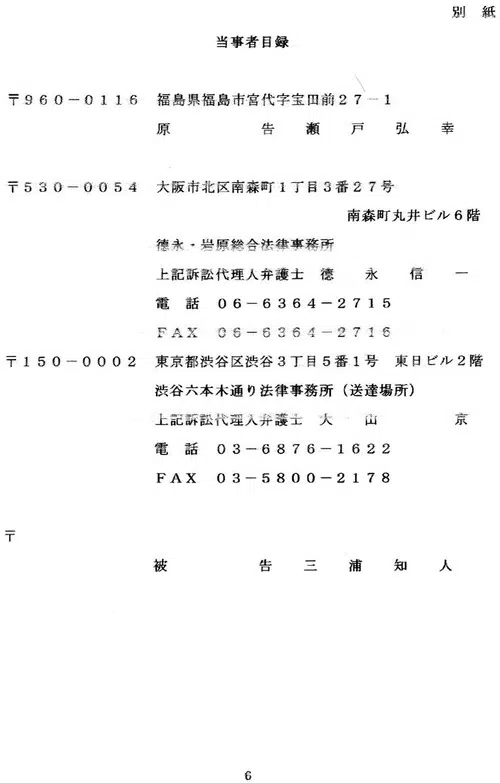 別 紙
当事者目録
〒960－0116　福島県福島市宮代字宝田前27－1
原　　　告　瀬　戸　弘　幸
〒530－0054　大阪市北区南森町1丁目3番27号
南森町丸井ビル6階
徳永・岩原総合法律事務所
上記訴訟代理人弁護士　徳　永　信　一
電　話　06－6364－2715
FAX　06－6364－2716
〒150－0002　東京都渋谷区渋谷3丁目5番1号　東日ビル2階
渋谷六本木通り法律事務所（送達場所）
上記訴訟代理人弁護士　大　山　　京
電　話　03－6876－1622
FAX　03－5800－2178
〒
被　　　告　三　浦　知　人
6